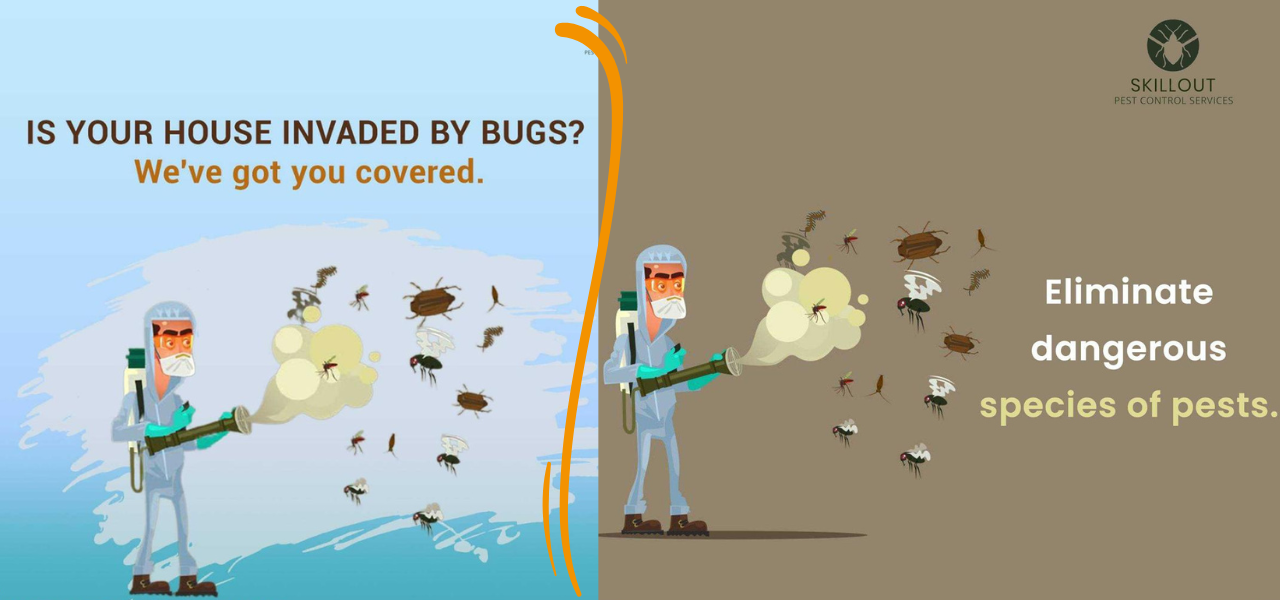 IS YOUR HOUSE INVADED BY BUGS?
We've got you covered.
SKILLOUT
PEST CONTROL SERVICES
Eliminate
dangerous
species of pests.